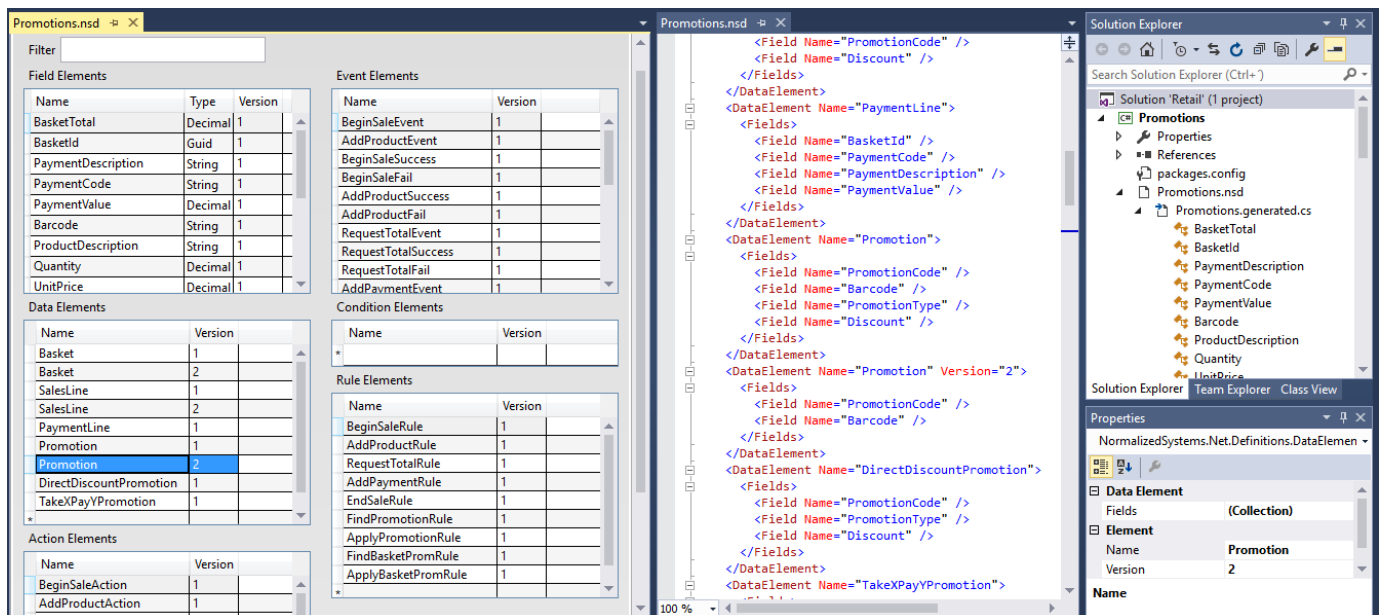 Promotions.nsd
Filter
Field Elements
Name Type Version
BasketTotal Decimal 1
BasketId Guid 1
PaymentDescription String 1
PaymentCode String 1
PaymentValue Decimal 1
Barcode String 1
ProductDescription String 1
Quantity Decimal 1
UnitPrice Decimal 1
Data Elements
Name Version
Basket 1
Basket 2
SalesLine 1
SalesLine 2
PaymentLine 1
Promotion 1
Promotion 2
DirectDiscountPromotion 1
TakeXPayYPromotion 1
*
Action Elements
Name Version
BeginSaleAction 1
AddProductAction 1
Event Elements
Name Version
BeginSaleEvent 1
AddProductEvent 1
BeginSaleSuccess 1
BeginSaleFail 1
AddProductSuccess 1
AddProductFail 1
RequestTotalEvent 1
RequestTotalSuccess 1
RequestTotalFail 1
AddPaymentEvent 1
Condition Elements
Name Version
*
Rule Elements
Name Version
BeginSaleRule 1
AddProductRule 1
RequestTotalRule 1
AddPaymentRule 1
EndSaleRule 1
FindPromotionRule 1
ApplyPromotionRule 1
FindBasketPromRule 1
ApplyBasketPromRule 1
*
Promotions.nsd
<Field Name="PromotionCode" />
<Field Name="Discount" />
</Fields>
</DataElement>
<DataElement Name="PaymentLine">
<Fields>
<Field Name="BasketId" />
<Field Name="PaymentCode" />
<Field Name="PaymentDescription" />
<Field Name="PaymentValue" />
</Fields>
</DataElement>
<DataElement Name="Promotion">
<Fields>
<Field Name="PromotionCode" />
<Field Name="Barcode" />
<Field Name="PromotionType" />
<Field Name="Discount" />
</Fields>
</DataElement>
<DataElement Name="Promotion" Version="2">
<Fields>
<Field Name="PromotionCode" />
<Field Name="Barcode" />
</Fields>
</DataElement>
<DataElement Name="DirectDiscountPromotion">
<Fields>
<Field Name="PromotionCode" />
<Field Name="PromotionType" />
<Field Name="Discount" />
</Fields>
</DataElement>
<DataElement Name="TakeXPayYPromotion">
100 %
Solution Explorer
Search Solution Explorer (Ctrl+´)
Solution 'Retail' (1 project)
C# Promotions
Properties
References
packages.config
Promotions.nsd
Promotions.generated.cs
BasketTotal
BasketId
PaymentDescription
PaymentCode
PaymentValue
Barcode
ProductDescription
Quantity
UnitPrice
Solution Explorer Team Explorer Class View
Properties
NormalizedSystems.Net.Definitions.DataElemen
Data Element
Fields (Collection)
Element
Name Promotion
Version 2
Name